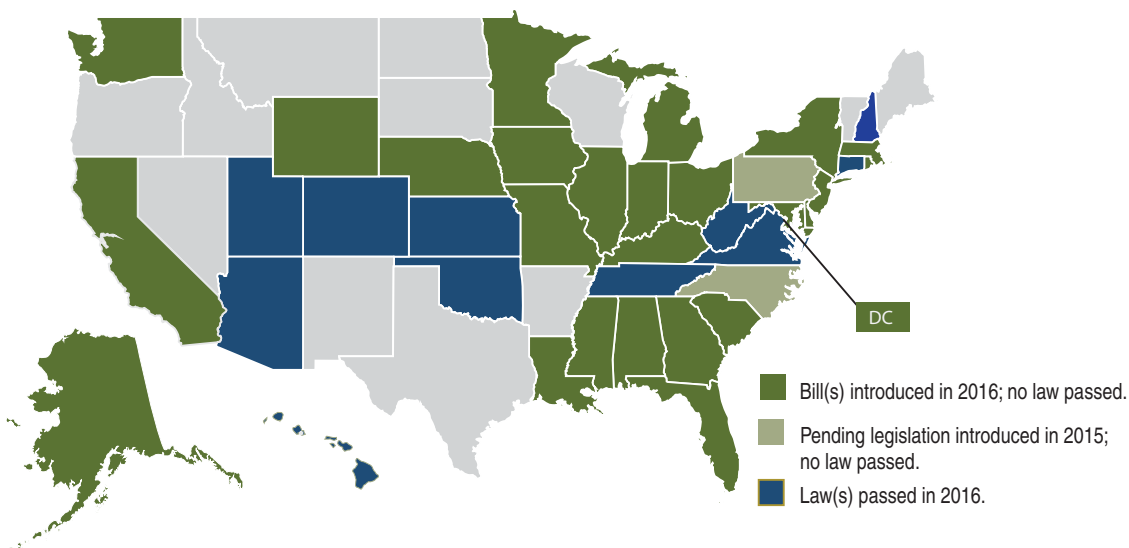 DC
Bill(s) introduced in 2016; no law passed.
Pending legislation introduced in 2015;
no law passed.
Law(s) passed in 2016.